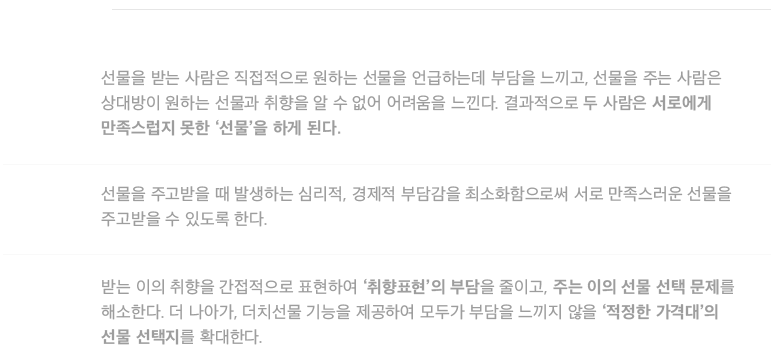 선물을 받는 사람은 직접적으로 원하는 선물을 언급하는데 부담을 느끼고, 선물을 주는 사람은
상대방이 원하는 선물과 취향을 알 수 없어 어려움을 느낀다. 결과적으로 두 사람은 서로에게
만족스럽지 못한 ‘선물’을 하게 된다.
선물을 주고받을 때 발생하는 심리적, 경제적 부담감을 최소화함으로써 서로 만족스러운 선물을
주고받을 수 있도록 한다.
받는 이의 취향을 간접적으로 표현하여 ‘취향표현’의 부담을 줄이고, 주는 이의 선물 선택 문제를
해소한다. 더 나아가, 더치선물 기능을 제공하여 모두가 부담을 느끼지 않을 ‘적정한 가격대’의
선물 선택지를 확대한다.